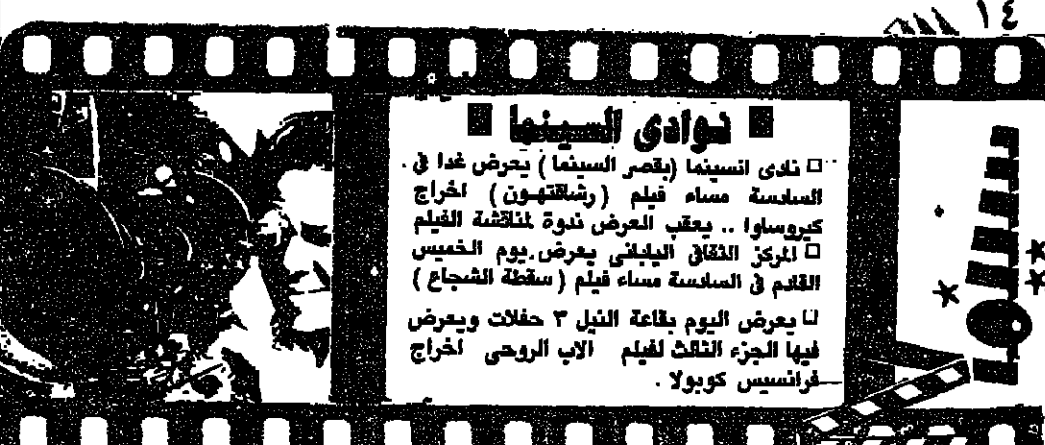 ١٤
نوادى السينما
□ نادى السينما (بقصر السينما) يعرض غدا فى
السادسة مساء فيلم (رشاقتهون) اخراج
كيروساوا .. يعقب العرض ندوة لمناقشة الفيلم
□ المركز الثقافى اليابانى يعرض يوم الخميس
القادم فى السادسة مساء فيلم (سقطة الشجاع)
□ يعرض اليوم بقاعة النيل ٣ حفلات ويعرض
فيها الجزء الثالث لفيلم الاب الروحى اخراج
فرانسيس كوبولا .